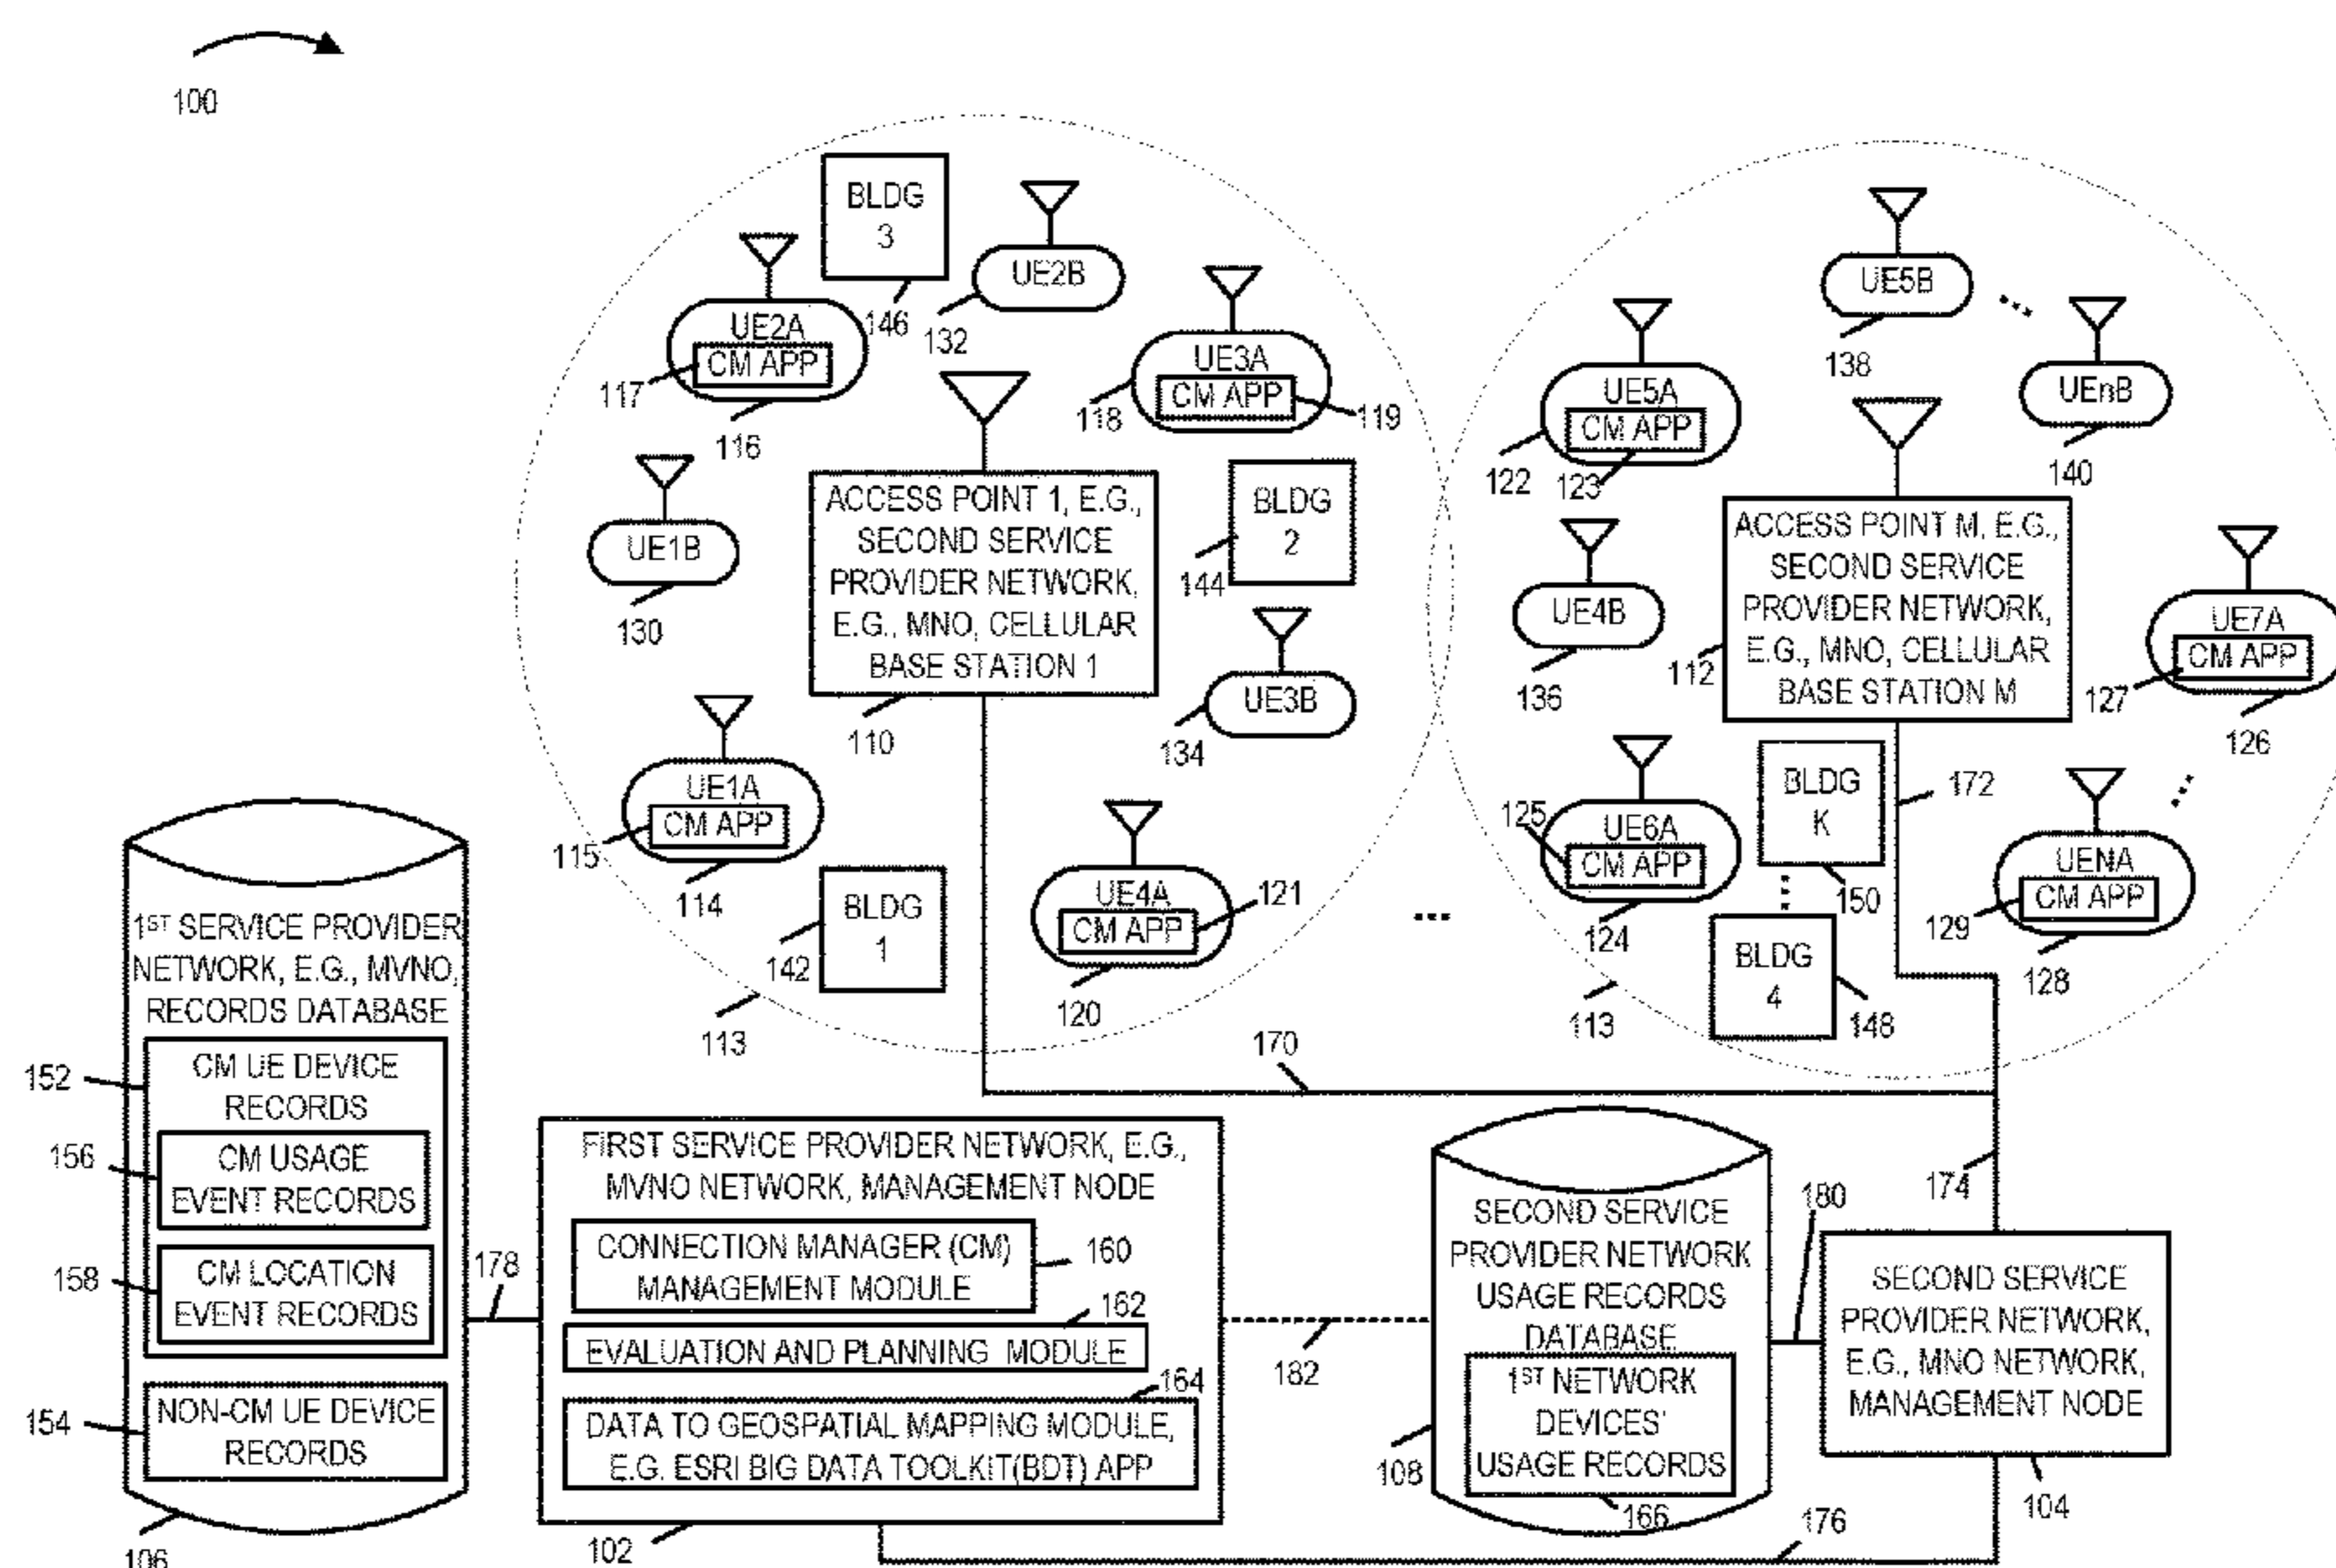 100
BLDG
3
146
UE2B
132
UE2A
CM APP
117
116
UE3A
CM APP
118
119
UE1B
130
ACCESS POINT 1, E.G.,
SECOND SERVICE
PROVIDER NETWORK,
E.G., MNO, CELLULAR
BASE STATION 1
110
BLDG
2
144
UE3B
134
UE1A
CM APP
115
114
BLDG
1
142
UE4A
CM APP
121
120
113
...
UE5B
138
...
UEnB
140
UE5A
CM APP
122
123
UE4B
136
ACCESS POINT M, E.G.,
SECOND SERVICE
PROVIDER NETWORK,
E.G., MNO, CELLULAR
BASE STATION M
112
UE7A
CM APP
127
126
...
UE6A
CM APP
125
124
BLDG
K
150
...
BLDG
4
148
172
UENA
CM APP
129
128
113
170
174
1ST SERVICE PROVIDER
NETWORK, E.G., MVNO,
RECORDS DATABASE
CM UE DEVICE
RECORDS
152
CM USAGE
EVENT RECORDS
156
CM LOCATION
EVENT RECORDS
158
NON-CM UE DEVICE
RECORDS
154
106
178
FIRST SERVICE PROVIDER NETWORK, E.G.,
MVNO NETWORK, MANAGEMENT NODE
CONNECTION MANAGER (CM)
MANAGEMENT MODULE
160
162
EVALUATION AND PLANNING MODULE
164
DATA TO GEOSPATIAL MAPPING MODULE,
E.G. ESRI BIG DATA TOOLKIT(BDT) APP
102
182
SECOND SERVICE
PROVIDER NETWORK
USAGE RECORDS
DATABASE
1ST NETWORK
DEVICES'
USAGE RECORDS
166
108
180
SECOND SERVICE
PROVIDER NETWORK,
E.G., MNO NETWORK,
MANAGEMENT NODE
104
176